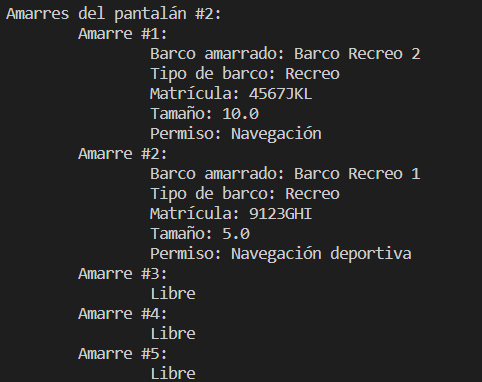 Amarres del pantalán #2:
Amarre #1:
Barco amarrado: Barco Recreo 2
Tipo de barco: Recreo
Matrícula: 4567JKL
Tamaño: 10.0
Permiso: Navegación
Amarre #2:
Barco amarrado: Barco Recreo 1
Tipo de barco: Recreo
Matrícula: 9123GHI
Tamaño: 5.0
Permiso: Navegación deportiva
Amarre #3:
Libre
Amarre #4:
Libre
Amarre #5:
Libre